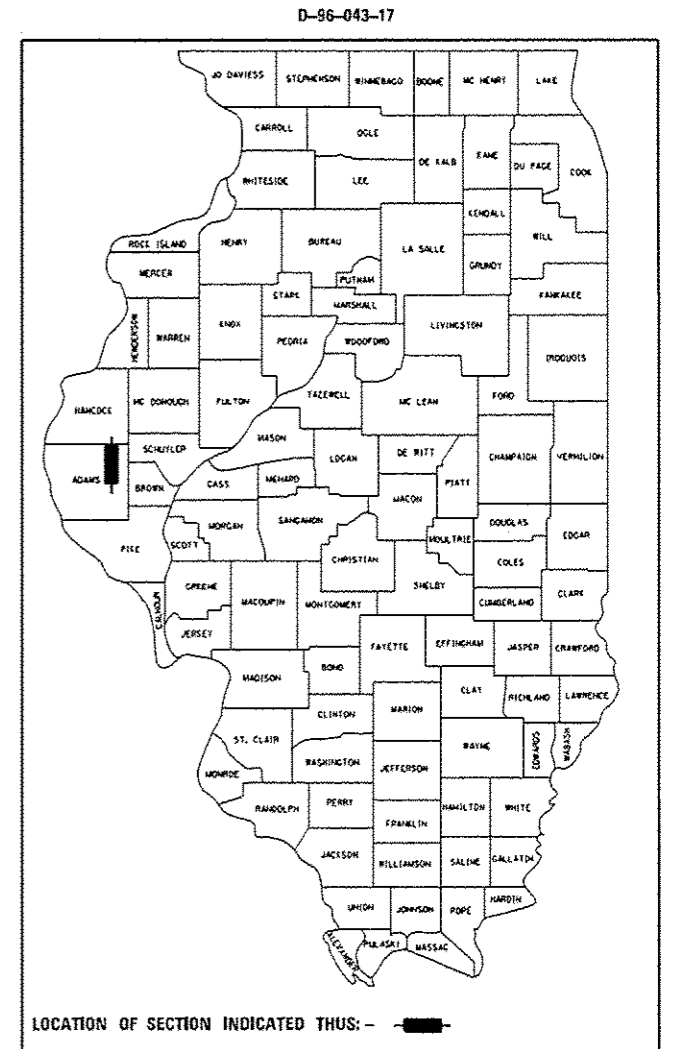 D-96-043-17
JO DAVIESS STEPHENSON WINNEBAGO BOONE MC HENRY LAKE
CARROLL OGLE DE KALB KANE DU PAGE COOK
WHITESIDE LEE
KENDALL WILL
ROCK ISLAND HENRY BUREAU LA SALLE GRUNDY
MERCER STARK PUTNAM KANKAKEE
MARSHALL
HENDERSON WARREN KNOX PEORIA WOODFORD LIVINGSTON IROQUOIS
HANCOCK MC DONOUGH FULTON TAZEWELL MC LEAN FORD
SCHUYLER MASON LOGAN DE WITT CHAMPAIGN VERMILION
ADAMS BROWN CASS MENARD PIATT
MACON
PIKE SCOTT MORGAN SANGAMON MOULTRIE DOUGLAS EDGAR
CHRISTIAN COLES
CALHOUN GREENE MACOUPIN MONTGOMERY SHELBY CUMBERLAND CLARK
JERSEY
FAYETTE EFFINGHAM JASPER CRAWFORD
MADISON BOND
CLAY RICHLAND LAWRENCE
CLINTON MARION
ST. CLAIR WAYNE EDWARDS WABASH
WASHINGTON JEFFERSON
MONROE
RANDOLPH PERRY HAMILTON WHITE
FRANKLIN
JACKSON WILLIAMSON SALINE GALLATIN
UNION JOHNSON POPE HARDIN
ALEXANDER PULASKI MASSAC
LOCATION OF SECTION INDICATED THUS: -